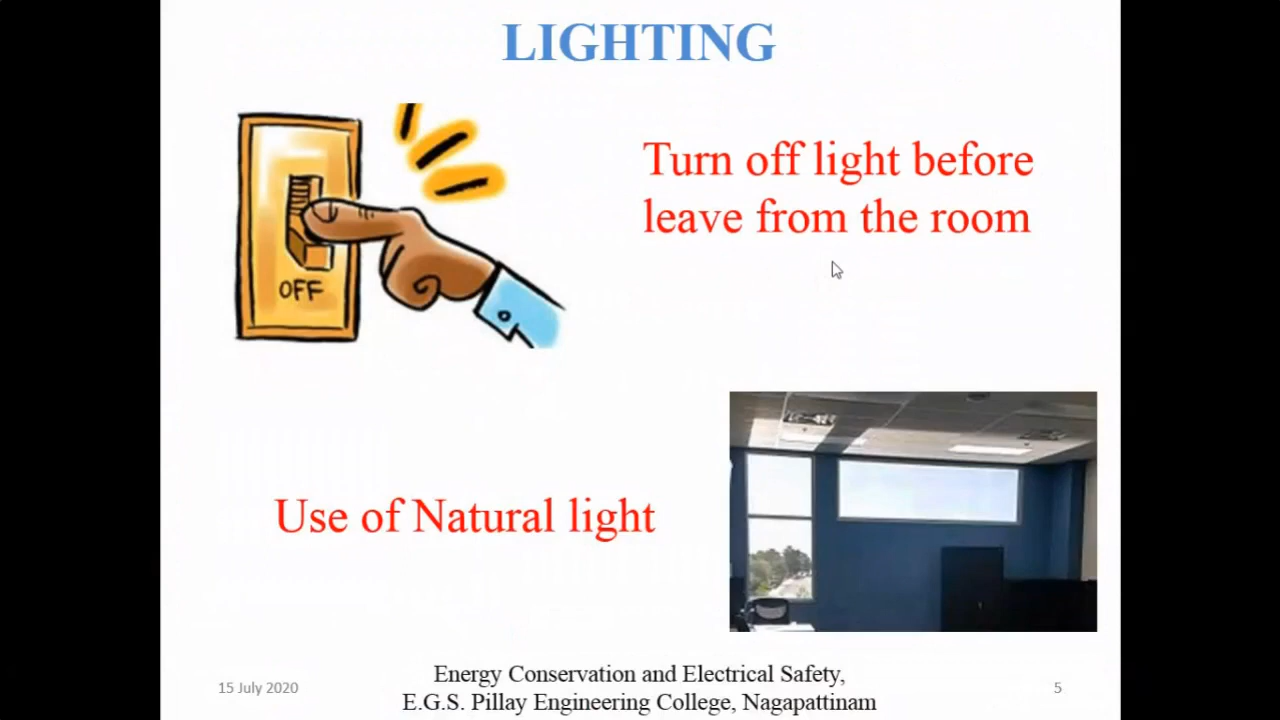 LIGHTING
Turn off light before
leave from the room
OFF
Use of Natural light
15 July 2020
Energy Conservation and Electrical Safety,
E.G.S. Pillay Engineering College, Nagapattinam
5